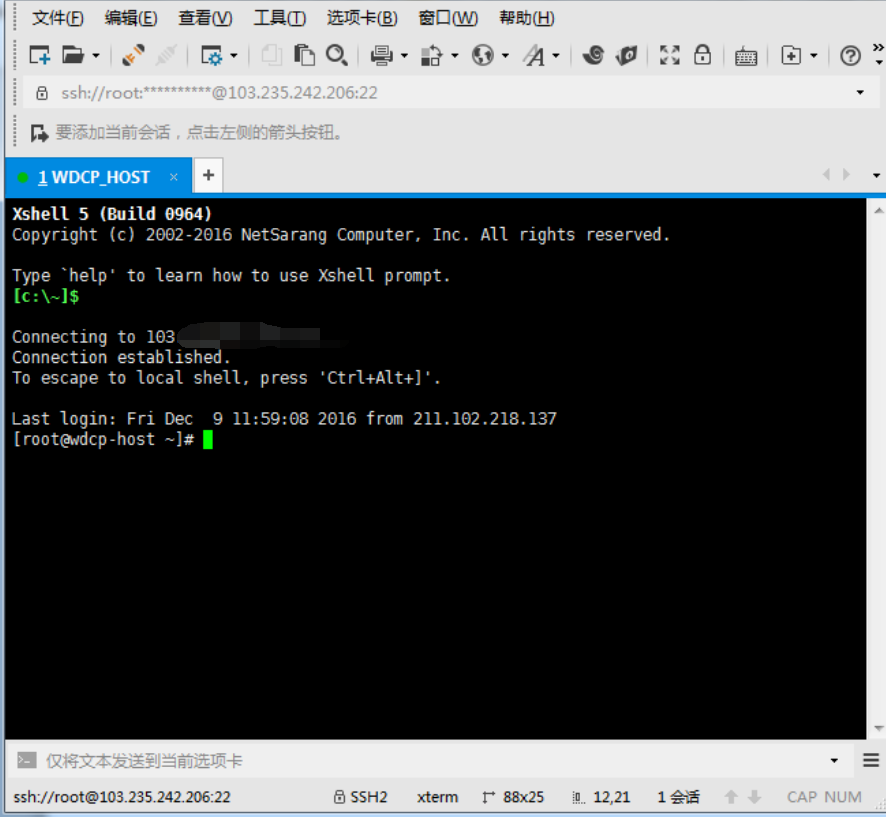 文件(F) 编辑(E) 查看(V) 工具(T) 选项卡(B) 窗口(W) 帮助(H)
ssh://root:**********@103.235.242.206:22
要添加当前会话，点击左侧的箭头按钮。
1 WDCP_HOST × +
Xshell 5 (Build 0964)
Copyright (c) 2002-2016 NetSarang Computer, Inc. All rights reserved.
Type `help' to learn how to use Xshell prompt.
[c:\~]$
Connecting to 103
Connection established.
To escape to local shell, press 'Ctrl+Alt+]'.
Last login: Fri Dec  9 11:59:08 2016 from 211.102.218.137
[root@wdcp-host ~]#
仅将文本发送到当前选项卡
ssh://root@103.235.242.206:22 SSH2 xterm 88x25 12,21 1 会话 CAP NUM